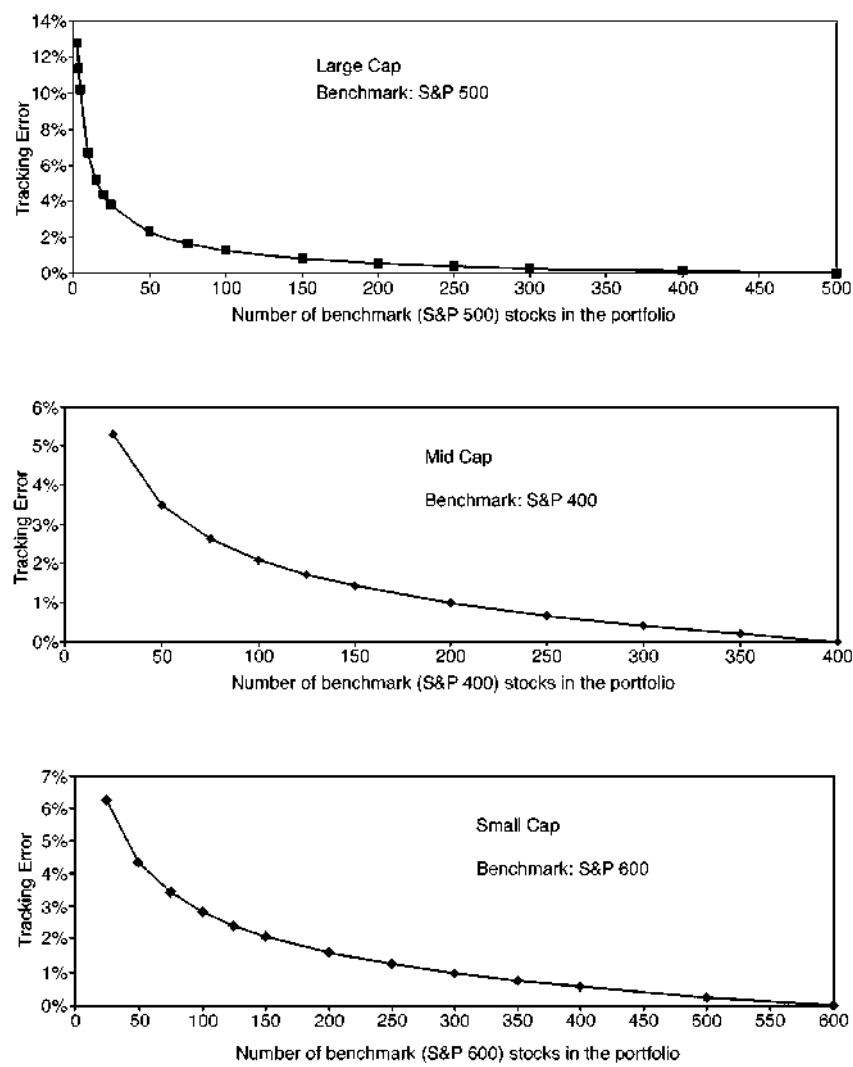 14%
12%
10%
8%
6%
4%
2%
0%
Tracking Error
Large Cap
Benchmark: S&P 500
0 50 100 150 200 250 300 350 400 450 500
Number of benchmark (S&P 500) stocks in the portfolio
6%
5%
4%
3%
2%
1%
0%
Tracking Error
Mid Cap
Benchmark: S&P 400
0 50 100 150 200 250 300 350 400
Number of benchmark (S&P 400) stocks in the portfolio
7%
6%
5%
4%
3%
2%
1%
0%
Tracking Error
Small Cap
Benchmark: S&P 600
0 50 100 150 200 250 300 350 400 450 500 550 600
Number of benchmark (S&P 600) stocks in the portfolio